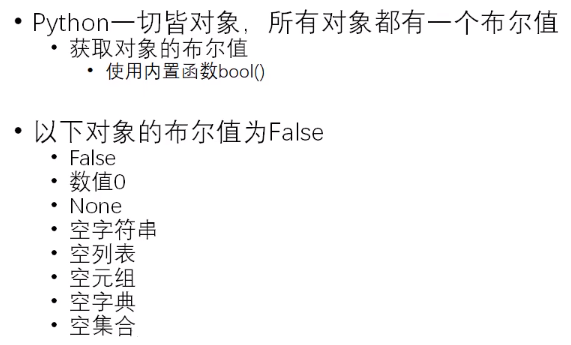 • Python一切皆对象，所有对象都有一个布尔值
• 获取对象的布尔值
• 使用内置函数bool()
• 以下对象的布尔值为False
• False
• 数值0
• None
• 空字符串
• 空列表
• 空元组
• 空字典
• 空集合